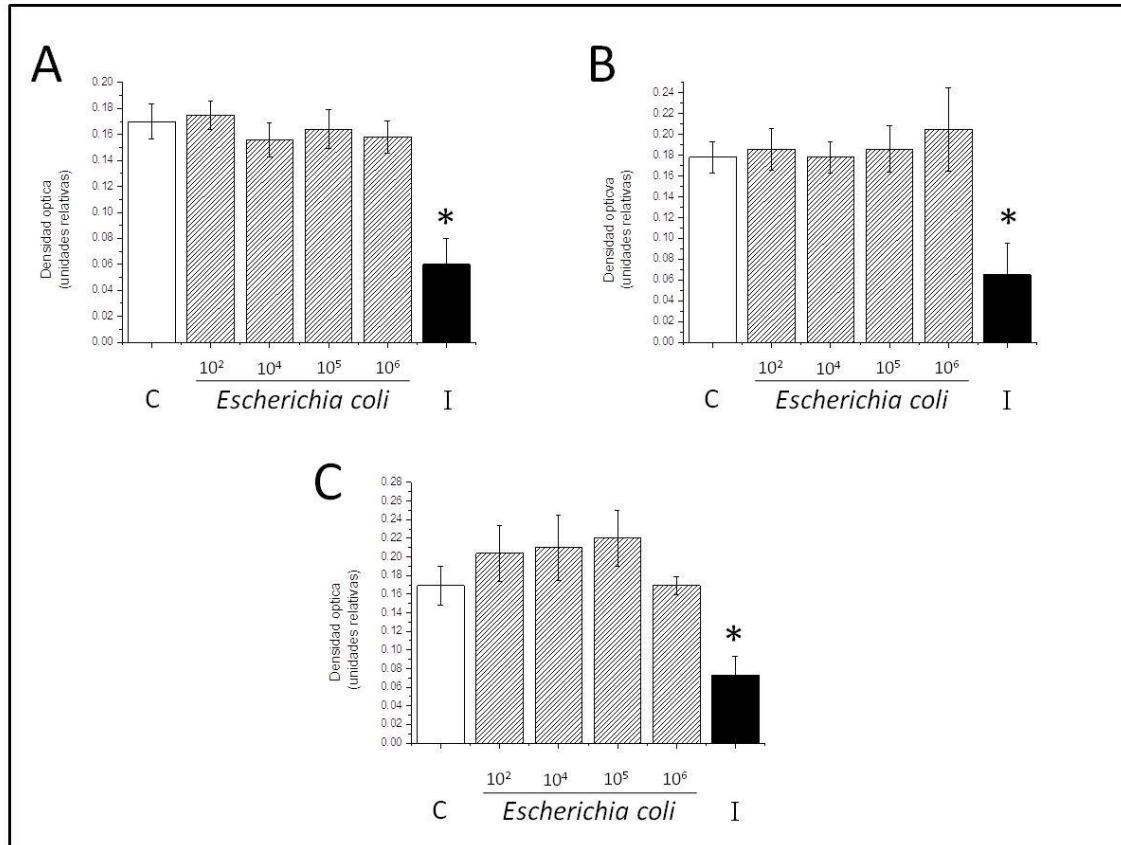 A
Densidad optica
(unidades relativas)
0.20
0.18
0.16
0.14
0.12
0.10
0.08
0.06
0.04
0.02
0.00
*
10² 10⁴ 10⁵ 10⁶
C Escherichia coli I
B
Densidad opticva
(unidades relativas)
0.24
0.22
0.20
0.18
0.16
0.14
0.12
0.10
0.08
0.06
0.04
0.02
0.00
*
10² 10⁴ 10⁵ 10⁶
C Escherichia coli I
C
Densidad optica
(unidades relativas)
0.28
0.26
0.24
0.22
0.20
0.18
0.16
0.14
0.12
0.10
0.08
0.06
0.04
0.02
0.00
*
10² 10⁴ 10⁵ 10⁶
C Escherichia coli I